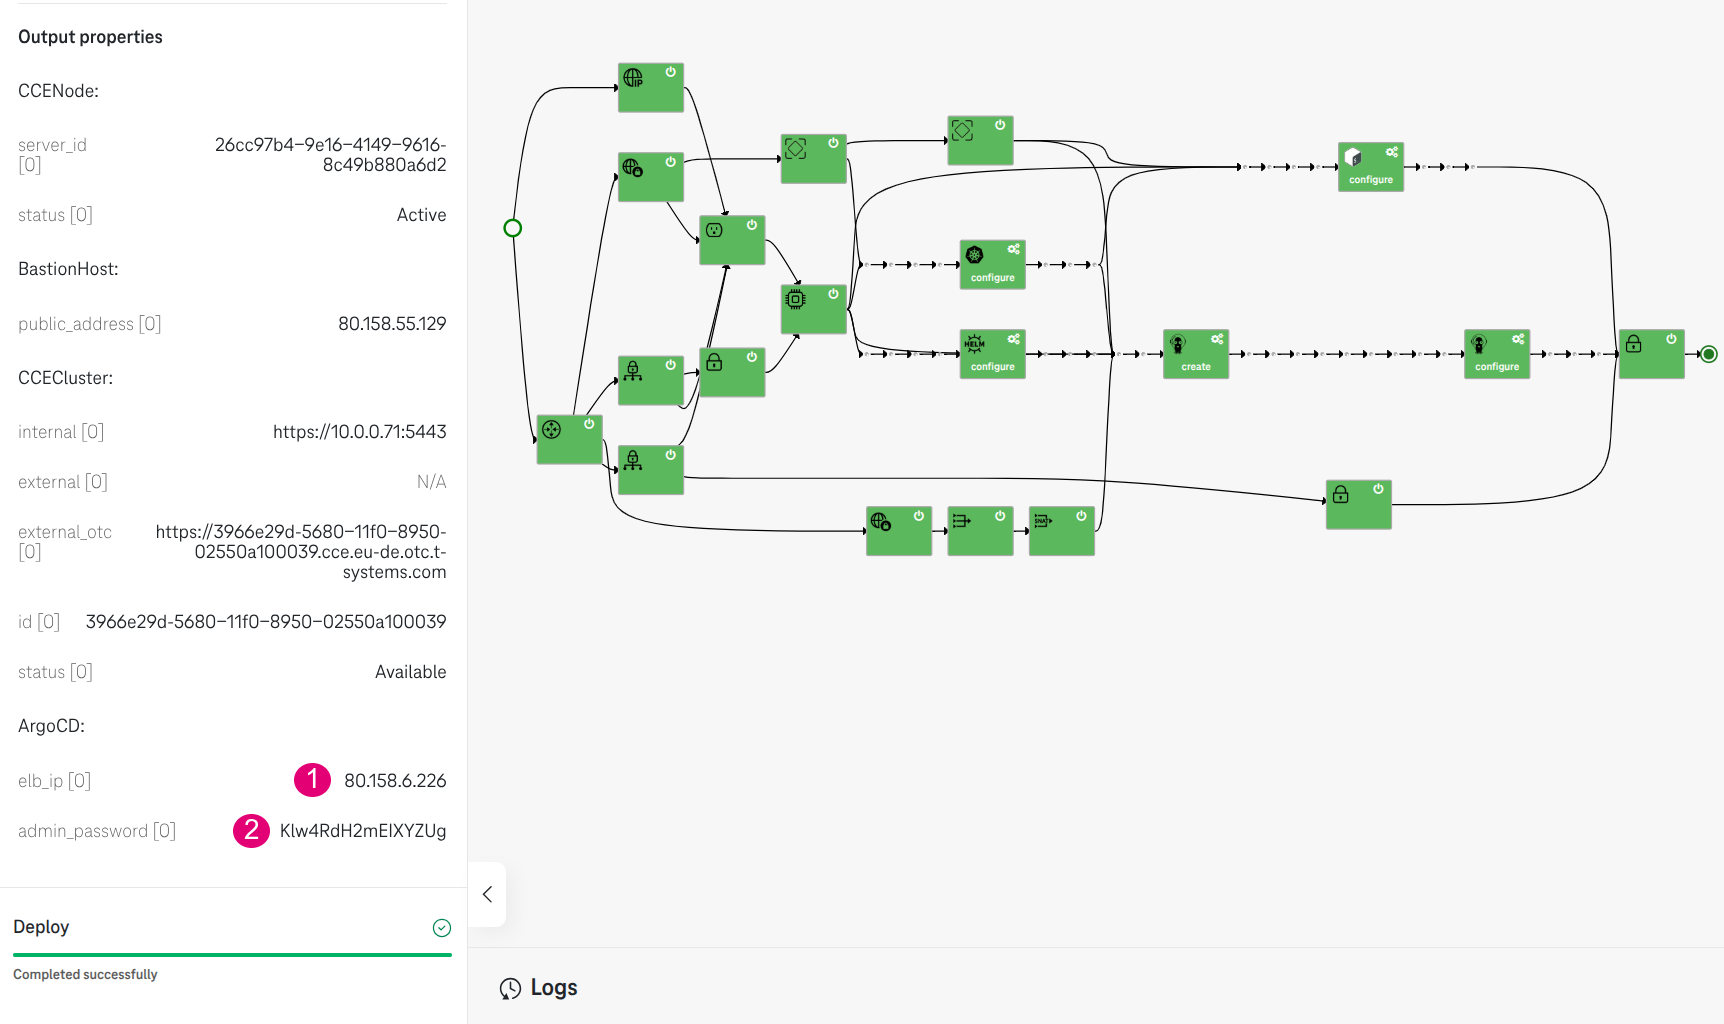 Output properties
CCENode:
server_id
[0]
26cc97b4-9e16-4149-9616-
8c49b880a6d2
status [0]
Active
BastionHost:
public_address [0]
80.158.55.129
CCECluster:
internal [0]
https://10.0.0.71:5443
external [0]
N/A
external_otc
[0]
https://3966e29d-5680-11f0-8950-
02550a100039.cce.eu-de.otc.t-
systems.com
id [0]
3966e29d-5680-11f0-8950-02550a100039
status [0]
Available
ArgoCD:
elb_ip [0]
1
80.158.6.226
admin_password [0]
2
Klw4RdH2mEIXYZUg
Deploy
Completed successfully
IP
configure
configure
HELM
configure
create
configure
SNAT
Logs